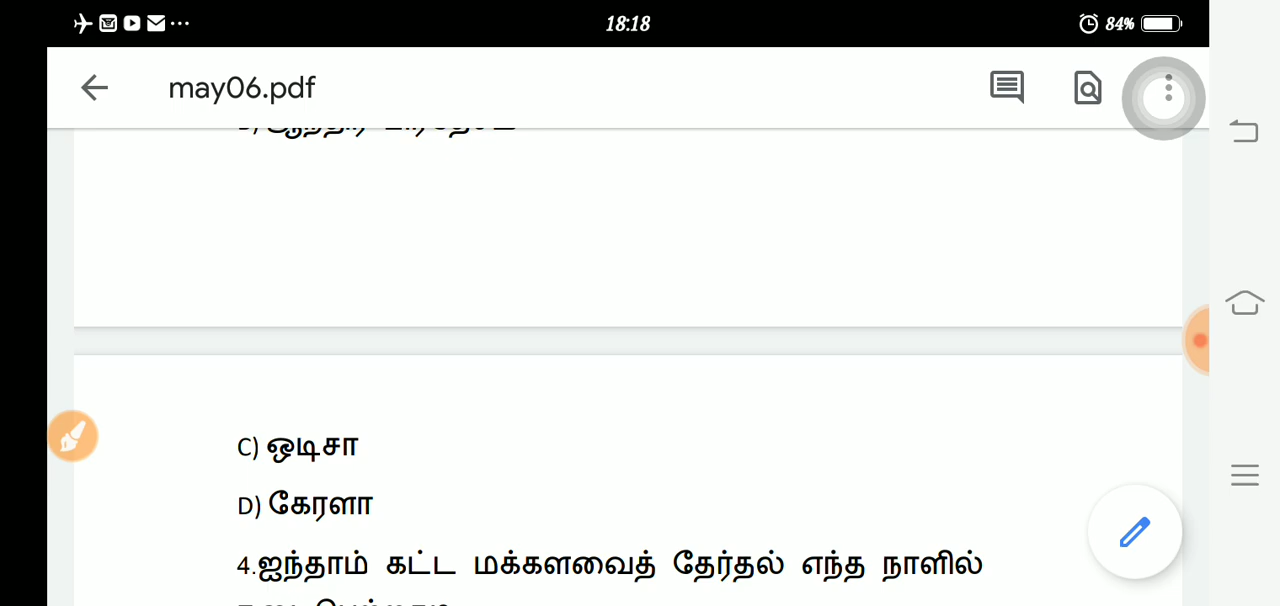 18:18
84%
may06.pdf
C) ஒடிசா
D) கேரளா
4.ஐந்தாம் கட்ட மக்களவைத் தேர்தல் எந்த நாளில்